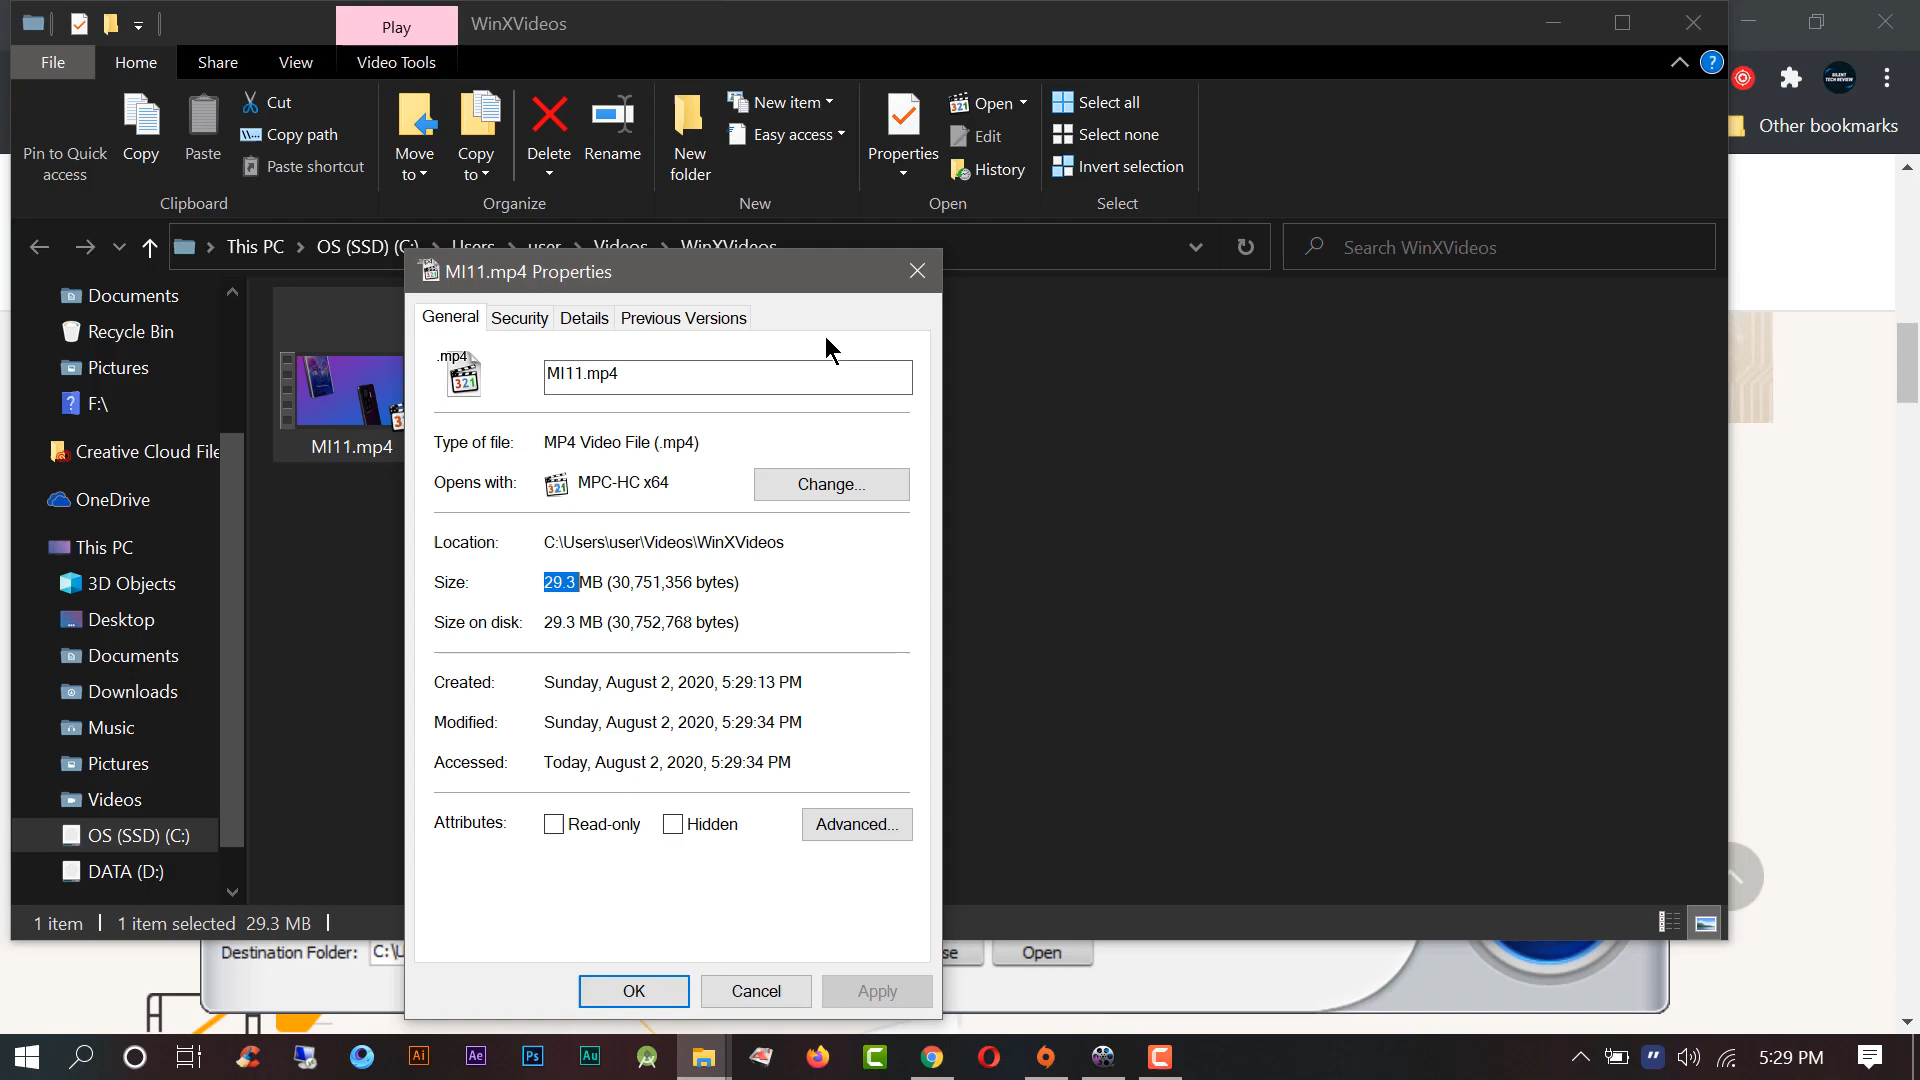 Play
WinXVideos
File
Home
Share
View
Video Tools
Pin to Quick access
Copy
Paste
Cut
Copy path
Paste shortcut
Clipboard
Move to
Copy to
Delete
Rename
Organize
New folder
New item
Easy access
New
Properties
Open
Edit
History
Open
Select all
Select none
Invert selection
Select
Other bookmarks
This PC
OS (SSD) (C:)
Users
user
Videos
WinXVideos
Search WinXVideos
Documents
Recycle Bin
Pictures
F:\
Creative Cloud File
OneDrive
This PC
3D Objects
Desktop
Documents
Downloads
Music
Pictures
Videos
OS (SSD) (C:)
DATA (D:)
MI11.mp4
MI11.mp4 Properties
General
Security
Details
Previous Versions
.mp4
321
MI11.mp4
Type of file: MP4 Video File (.mp4)
Opens with: MPC-HC x64
Change...
Location: C:\Users\user\Videos\WinXVideos
Size: 29.3 MB (30,751,356 bytes)
Size on disk: 29.3 MB (30,752,768 bytes)
Created: Sunday, August 2, 2020, 5:29:13 PM
Modified: Sunday, August 2, 2020, 5:29:34 PM
Accessed: Today, August 2, 2020, 5:29:34 PM
Attributes: Read-only Hidden
Advanced...
OK
Cancel
Apply
1 item
1 item selected 29.3 MB
Destination Folder:
Open
Ai
Ae
Ps
Au
5:29 PM